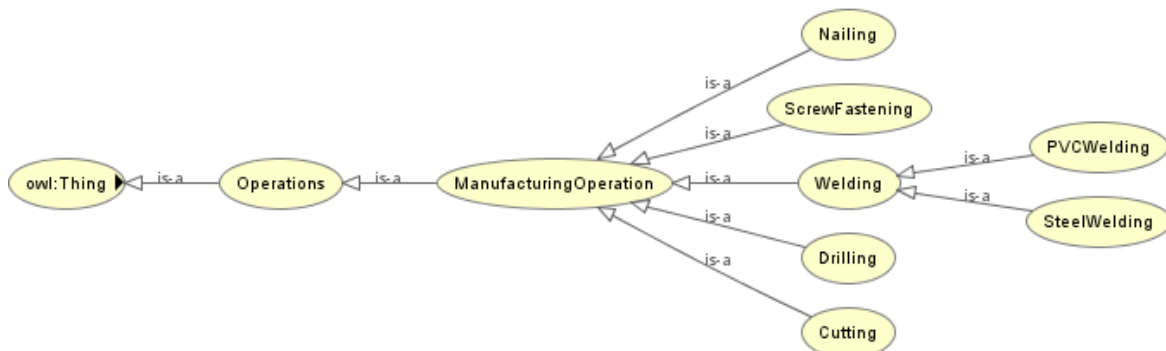 Nailing
is-a
ScrewFastening
is-a
PVCWelding
is-a
owl:Thing
is-a
Operations
is-a
ManufacturingOperation
is-a
Welding
is-a
SteelWelding
is-a
Drilling
is-a
Cutting